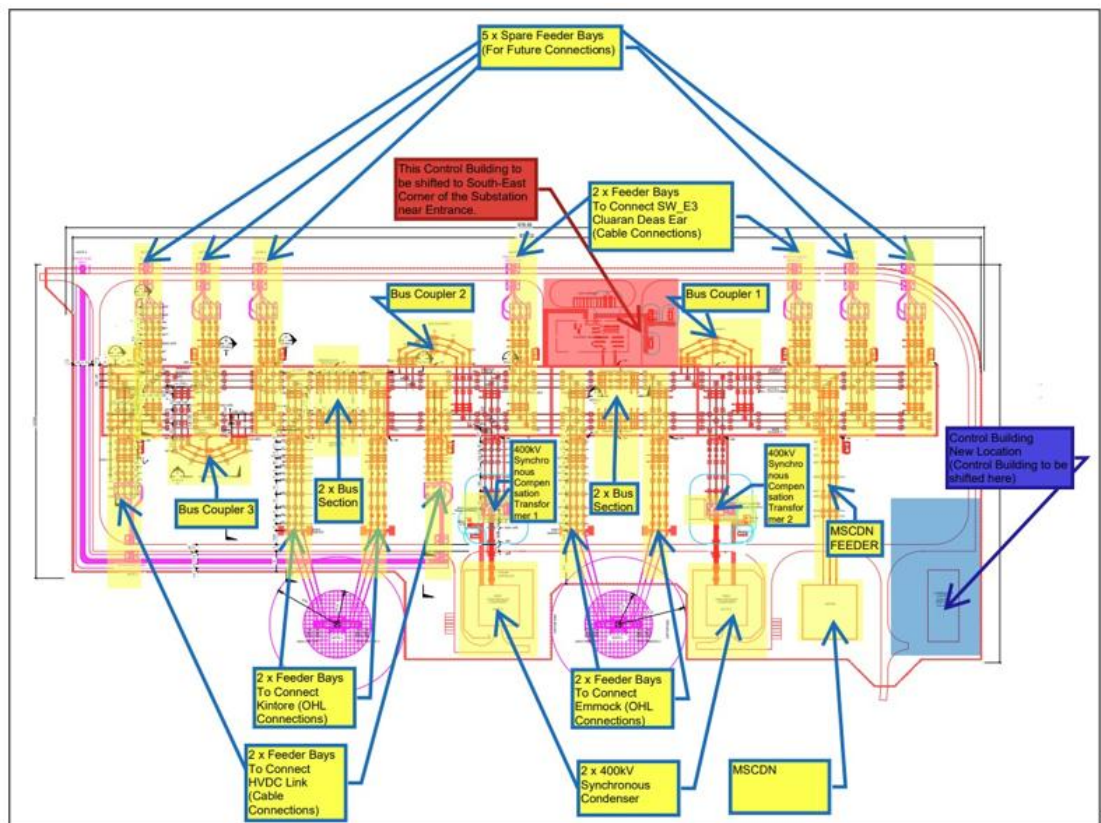 5 x Spare Feeder Bays
(For Future Connections)
This Control Building to
be shifted to South-East
Corner of the Substation
near Entrance.
2 x Feeder Bays
To Connect SW_E3
Cluaran Deas Ear
(Cable Connections)
Bus Coupler 2
Bus Coupler 1
Control Building
New Location
(Control Building to be
shifted here)
400kV
Synchro
nous
Compen
sation
Transfor
mer 1
400kV
Synchro
nous
Compen
sation
Transfor
mer 2
2 x Bus
Section
2 x Bus
Section
Bus Coupler 3
MSCDN
FEEDER
2 x Feeder Bays
To Connect
Kintore (OHL
Connections)
2 x Feeder Bays
To Connect
Emmock (OHL
Connections)
2 x Feeder Bays
To Connect
HVDC Link
(Cable
Connections)
2 x 400kV
Synchronous
Condenser
MSCDN